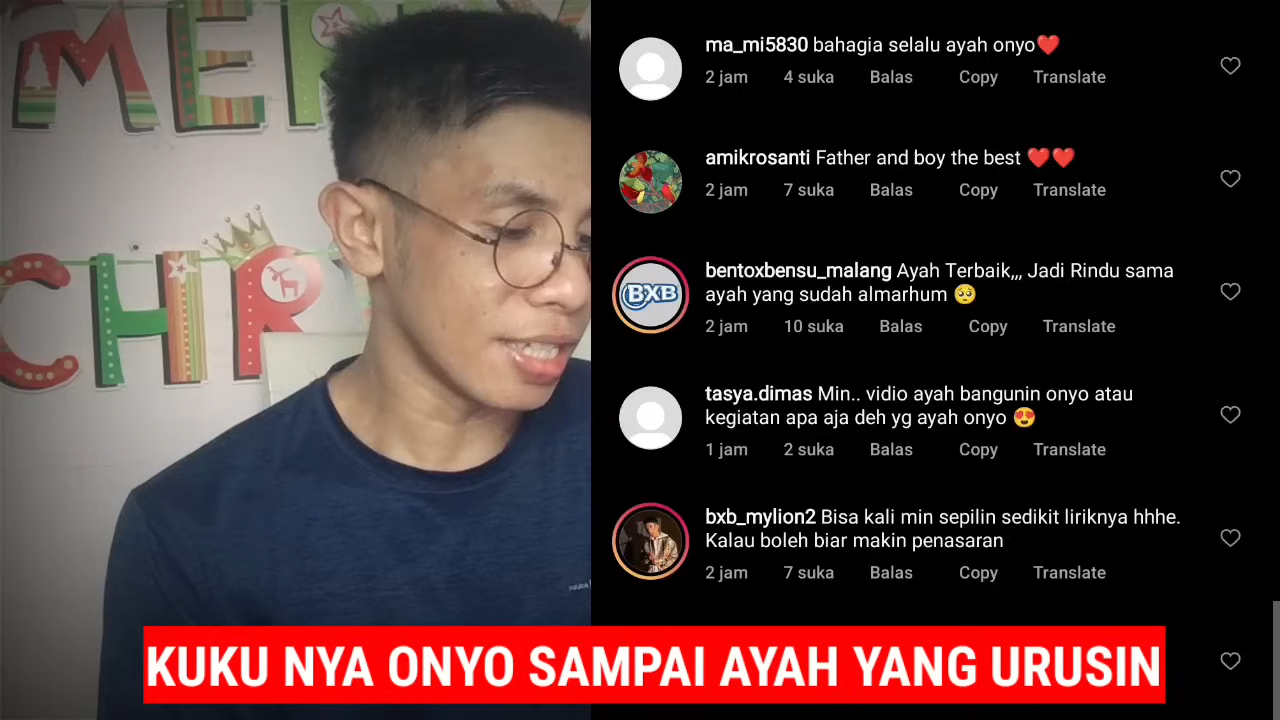 MERRY
CHR
ma_mi5830 bahagia selalu ayah onyo❤️
2 jam 4 suka Balas Copy Translate
amikrosanti Father and boy the best ❤️❤️
2 jam 7 suka Balas Copy Translate
BXB
bentoxbensu_malang Ayah Terbaik,,, Jadi Rindu sama
ayah yang sudah almarhum 🥺
2 jam 10 suka Balas Copy Translate
tasya.dimas Min.. vidio ayah bangunin onyo atau
kegiatan apa aja deh yg ayah onyo 😍
1 jam 2 suka Balas Copy Translate
bxb_mylion2 Bisa kali min sepilin sedikit liriknya hhhe.
Kalau boleh biar makin penasaran
2 jam 7 suka Balas Copy Translate
KUKU NYA ONYO SAMPAI AYAH YANG URUSIN